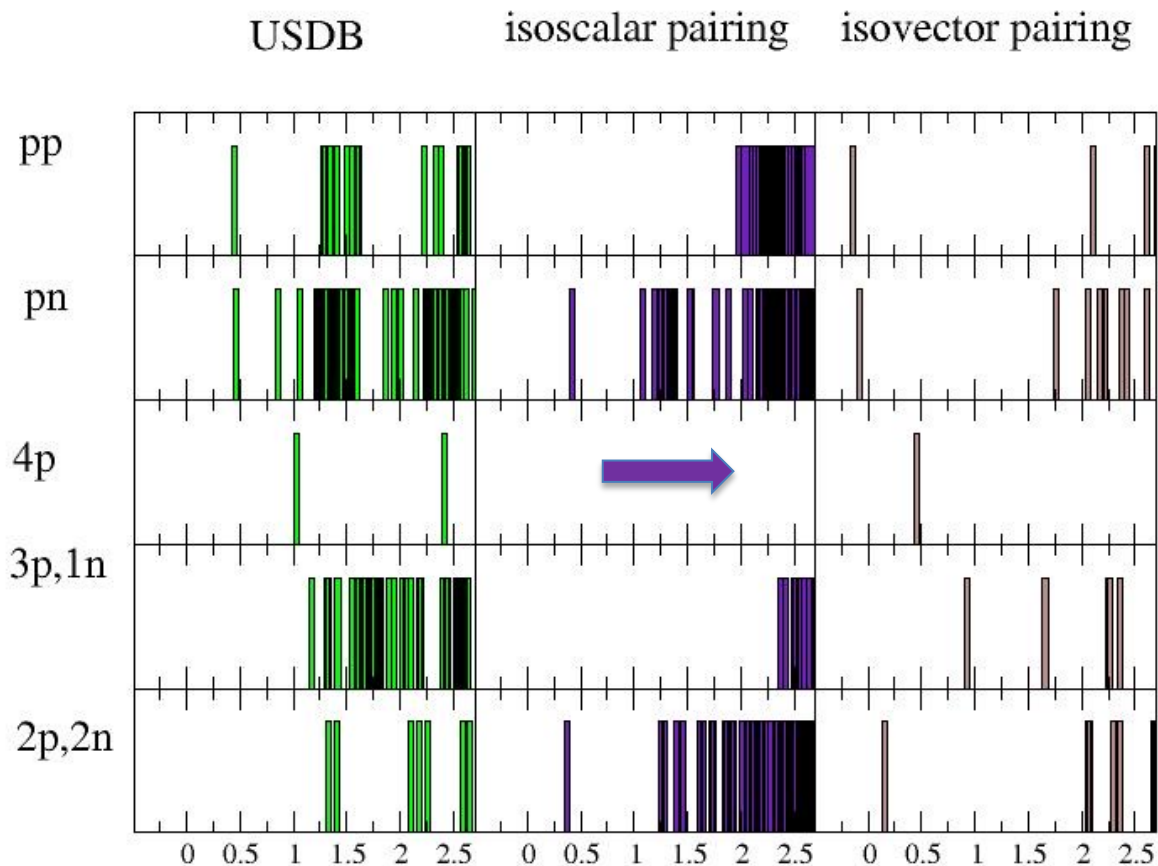 USDB isoscalar pairing isovector pairing
pp
pn
4p
3p,1n
2p,2n
0 0.5 1 1.5 2 2.5 0 0.5 1 1.5 2 2.5 0 0.5 1 1.5 2 2.5